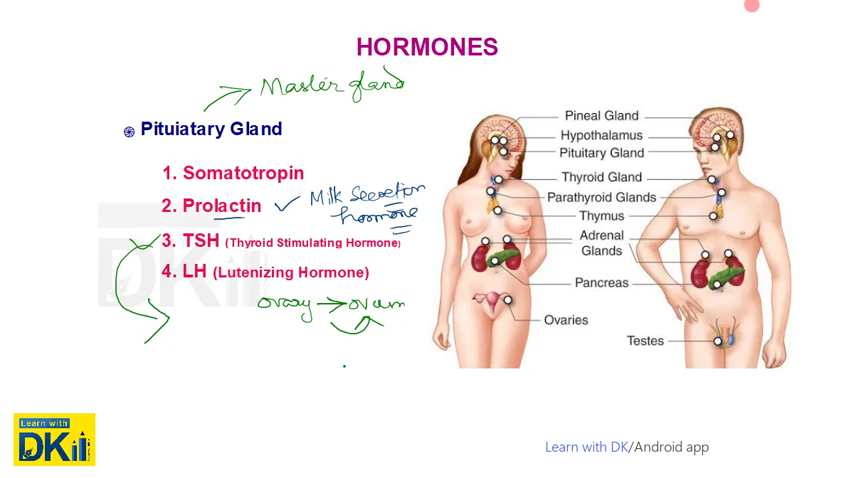 HORMONES
Master gland
Pituiatary Gland
1. Somatotropin
2. Prolactin
Milk Secretion
hormone
3. TSH (Thyroid Stimulating Hormone)
4. LH (Lutenizing Hormone)
ovary → ovum
Pineal Gland
Hypothalamus
Pituitary Gland
Thyroid Gland
Parathyroid Glands
Thymus
Adrenal
Glands
Pancreas
Ovaries
Testes
Learn with
DK
Learn with DK/Android app